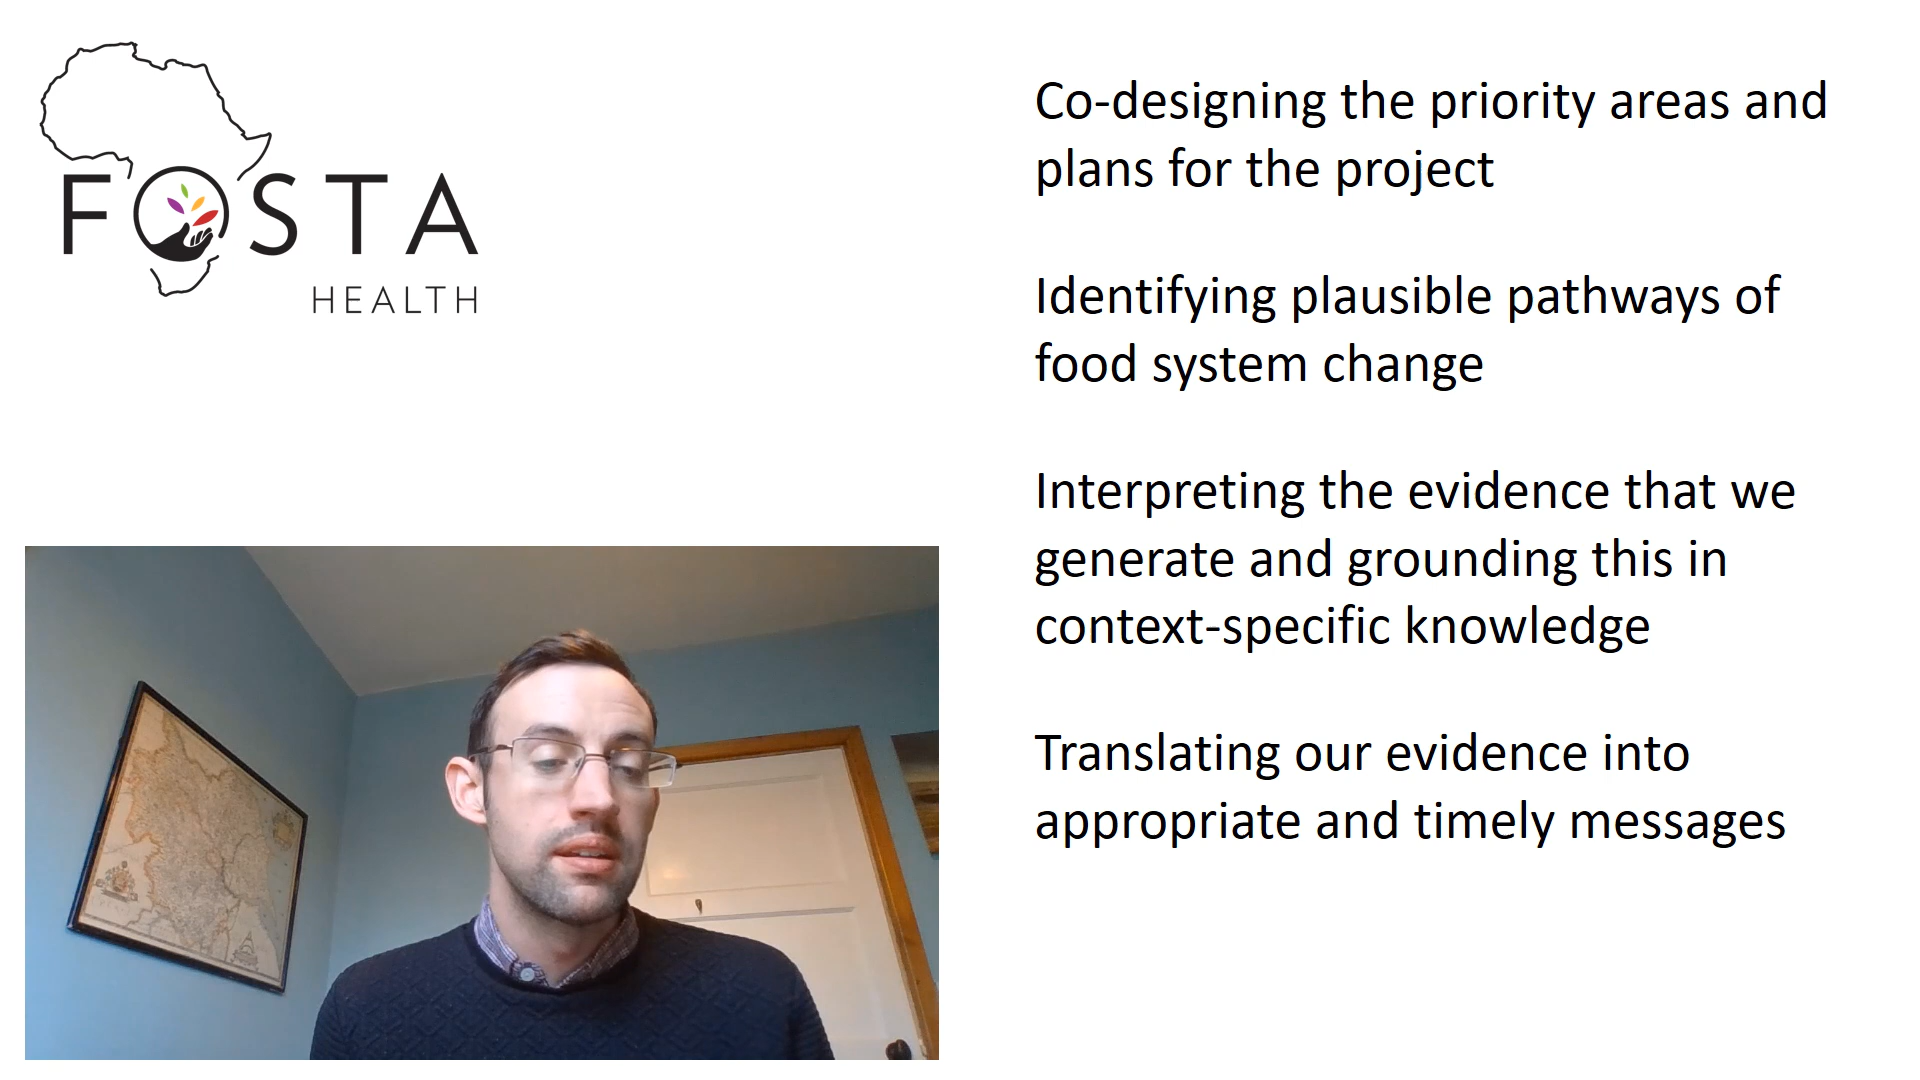 FOSTA
HEALTH
Co-designing the priority areas and
plans for the project
Identifying plausible pathways of
food system change
Interpreting the evidence that we
generate and grounding this in
context-specific knowledge
Translating our evidence into
appropriate and timely messages